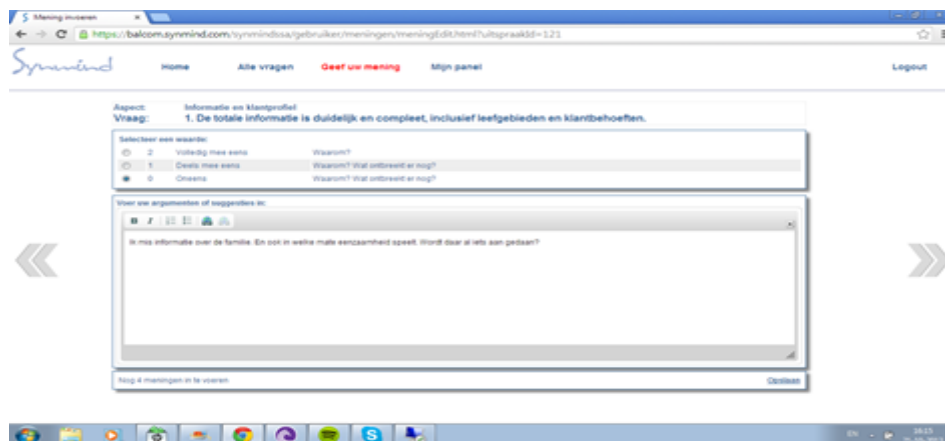 Mening invoeren
https://balcom.synmind.com/synmindssa/gebruiker/meningen/meningEdit.html?uitspraakId=121
Synmind Home Alle vragen Geef uw mening Mijn panel Logout
Aspect: Informatie en klantprofiel
Vraag: 1. De totale informatie is duidelijk en compleet, inclusief leefgebieden en klantbehoeften.
Selecteer een waarde:
2 Volledig mee eens Waarom?
1 Deels mee eens Waarom? Wat ontbreekt er nog?
0 Oneens Waarom? Wat ontbreekt er nog?
Voer uw argumenten of suggesties in:
B I
Ik mis informatie over de familie. En ook in welke mate eenzaamheid speelt. Wordt daar al iets aan gedaan?
Nog 4 meningen in te voeren Opslaan
EN 16:15